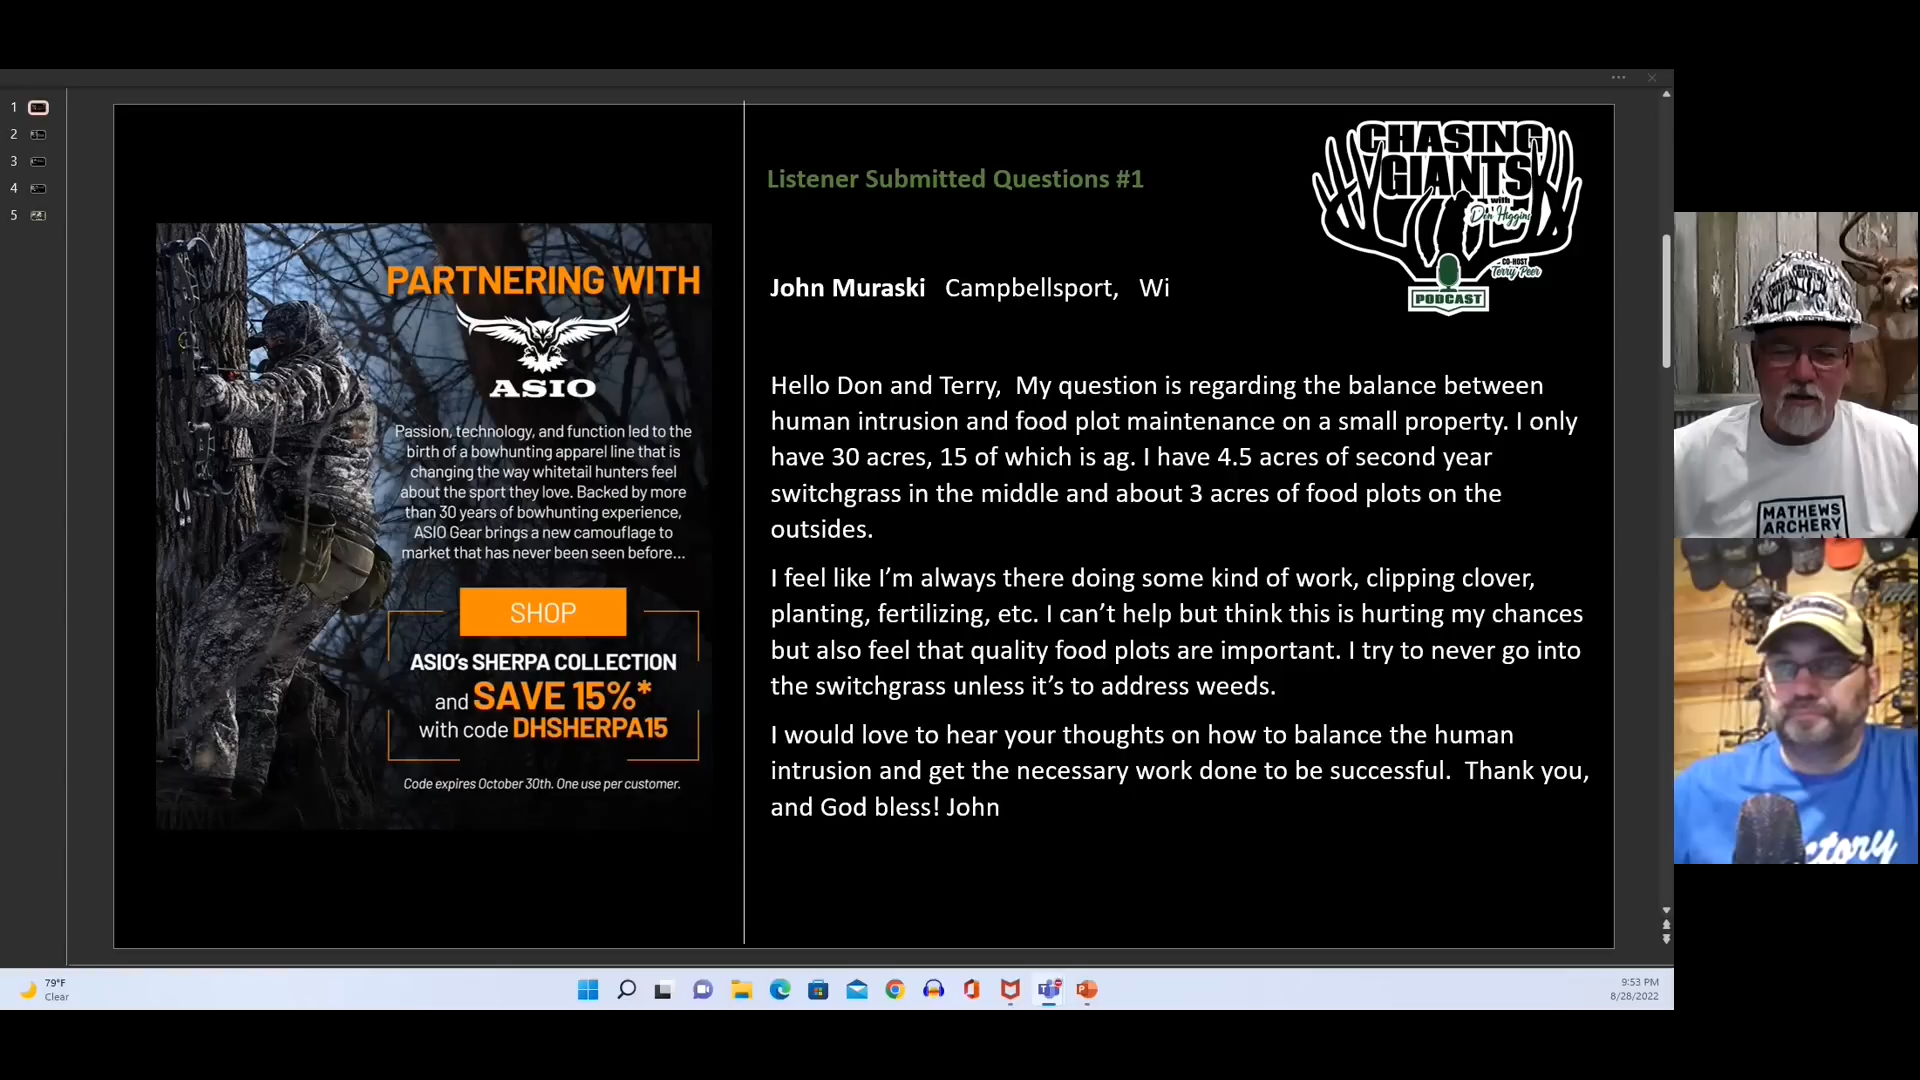 1
2
3
4
5
PARTNERING WITH
ASIO
Passion, technology, and function led to the
birth of a bowhunting apparel line that is
changing the way whitetail hunters feel
about the sport they love. Backed by more
than 30 years of bowhunting experience,
ASIO Gear brings a new camouflage to
market that has never been seen before...
SHOP
ASIO's SHERPA COLLECTION
and SAVE 15%*
with code DHSHERPA15
Code expires October 30th. One use per customer.
Listener Submitted Questions #1
CHASING
GIANTS
with
Don Higgins
CO-HOST
Terry Peer
PODCAST
John Muraski Campbellsport, Wi
Hello Don and Terry, My question is regarding the balance between
human intrusion and food plot maintenance on a small property. I only
have 30 acres, 15 of which is ag. I have 4.5 acres of second year
switchgrass in the middle and about 3 acres of food plots on the
outsides.
I feel like I'm always there doing some kind of work, clipping clover,
planting, fertilizing, etc. I can't help but think this is hurting my chances
but also feel that quality food plots are important. I try to never go into
the switchgrass unless it's to address weeds.
I would love to hear your thoughts on how to balance the human
intrusion and get the necessary work done to be successful. Thank you,
and God bless! John
MATHEWS
ARCHERY
79°F
Clear
9:53 PM
8/28/2022